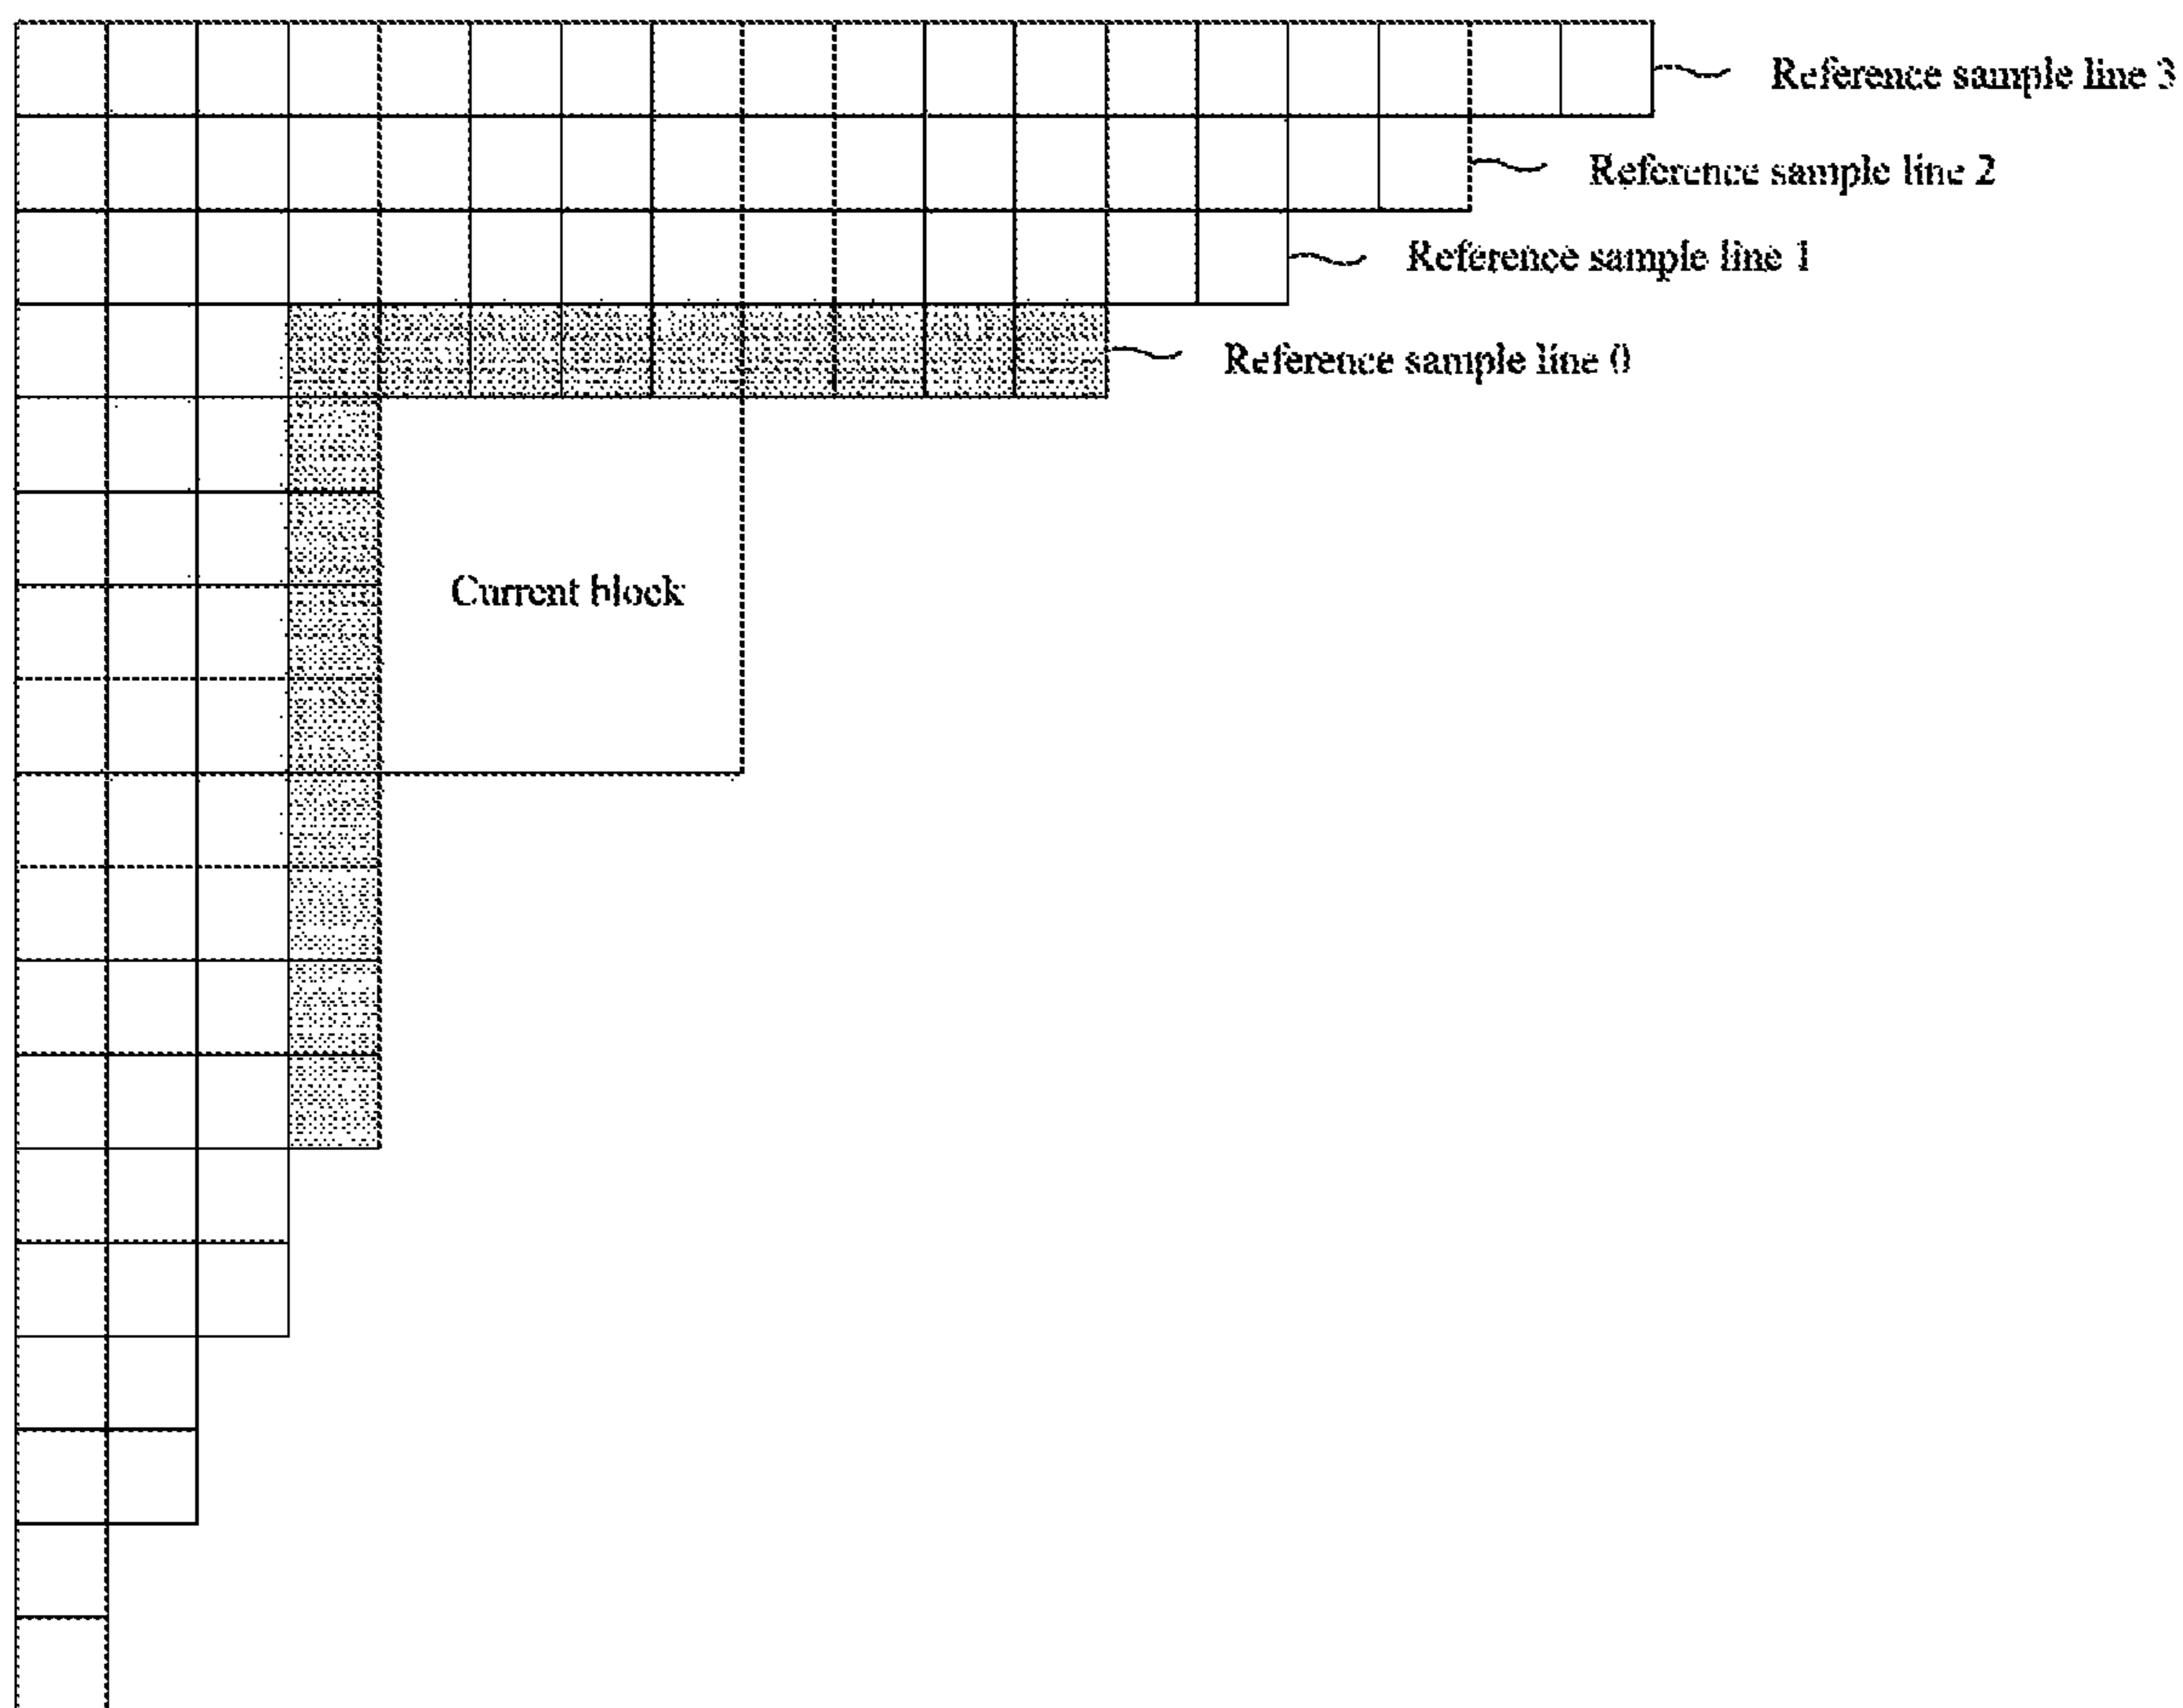 Reference sample line 3
Reference sample line 2
Reference sample line 1
Reference sample line 0
Current block